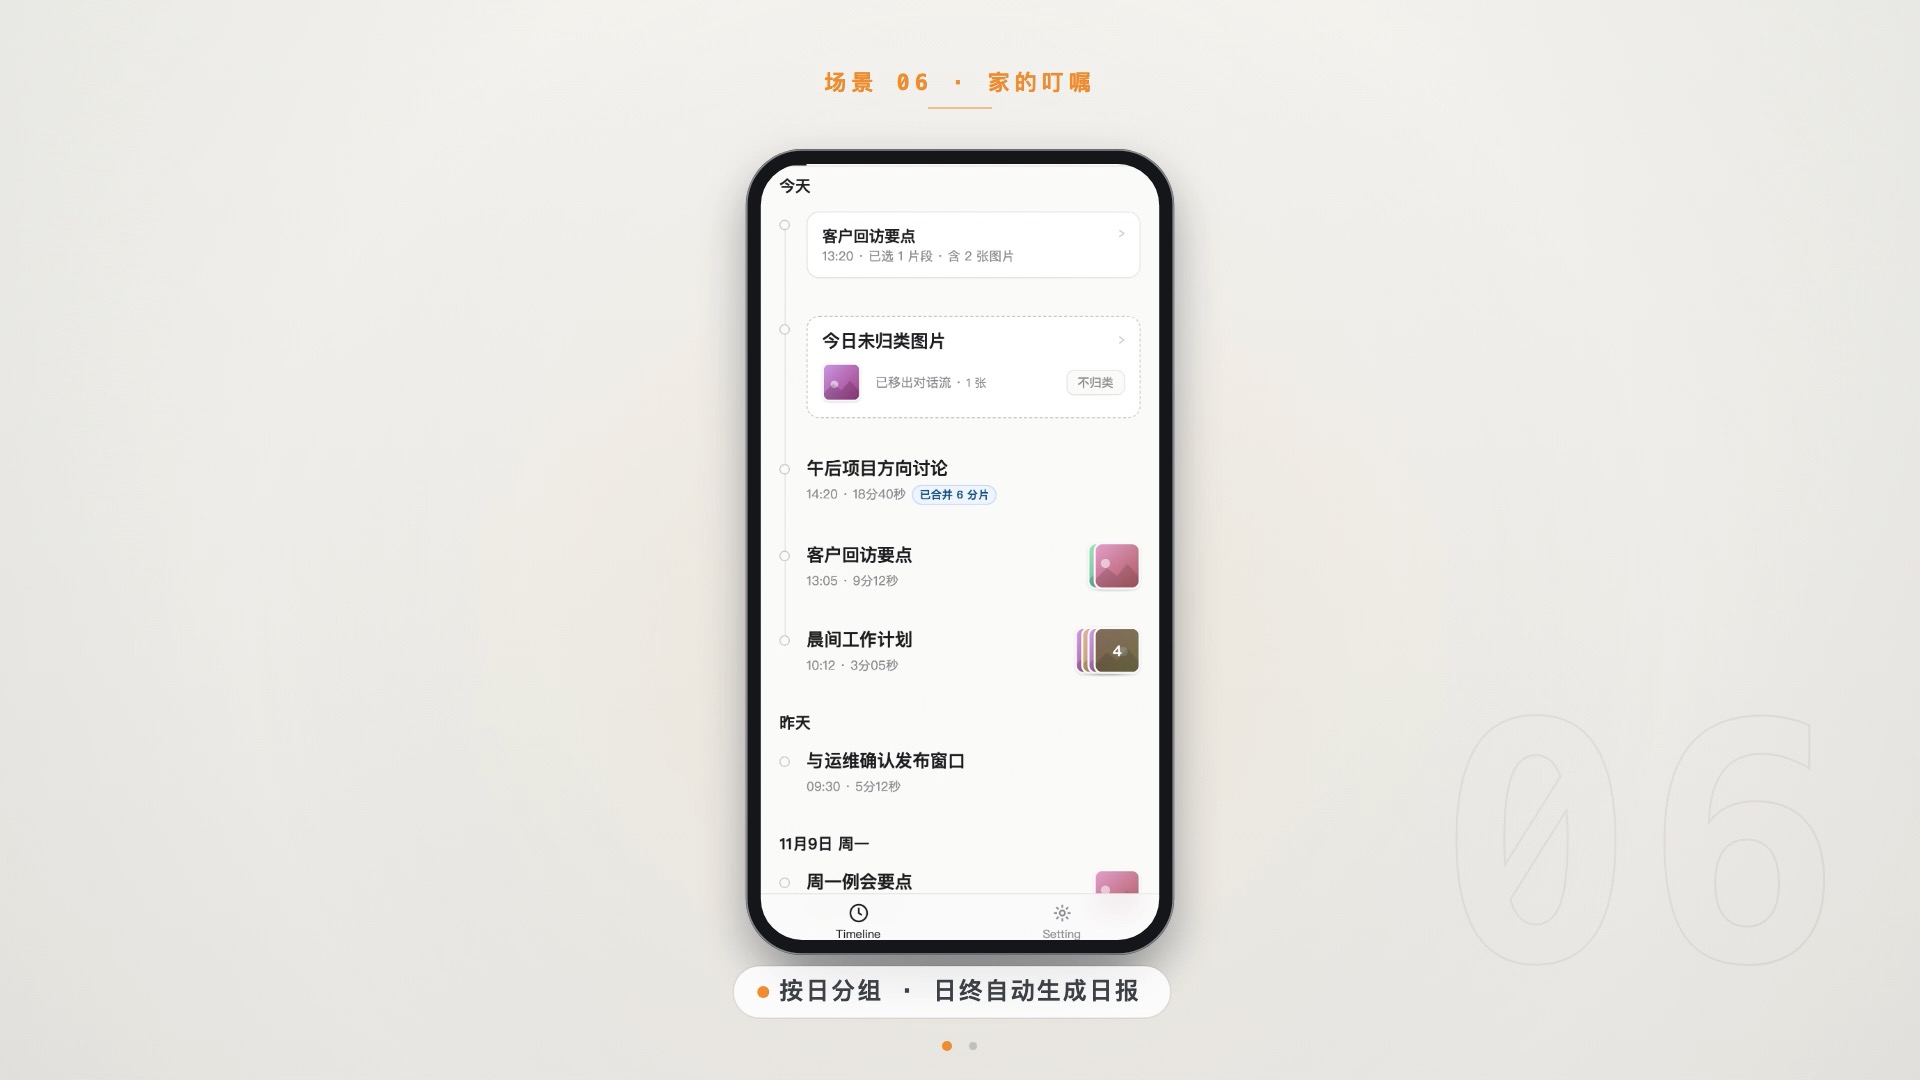 场景 06 · 家的叮嘱
今天
客户回访要点
13:20 · 已选 1 片段 · 含 2 张图片
今日未归类图片
已移出对话流 · 1 张
不归类
午后项目方向讨论
14:20 · 18分40秒 已合并 6 分片
客户回访要点
13:05 · 9分12秒
晨间工作计划
10:12 · 3分05秒
4
昨天
与运维确认发布窗口
09:30 · 5分12秒
11月9日 周一
周一例会要点
Timeline
Setting
按日分组 · 日终自动生成日报
06